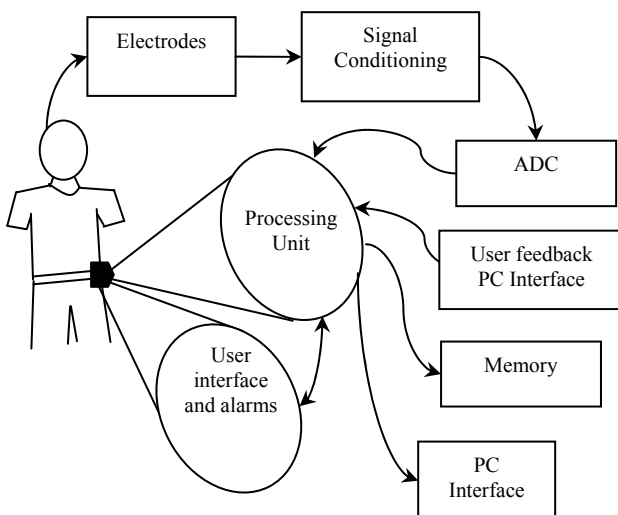 Electrodes
Signal
Conditioning
ADC
Processing
Unit
User feedback
PC Interface
User
interface
and alarms
Memory
PC
Interface